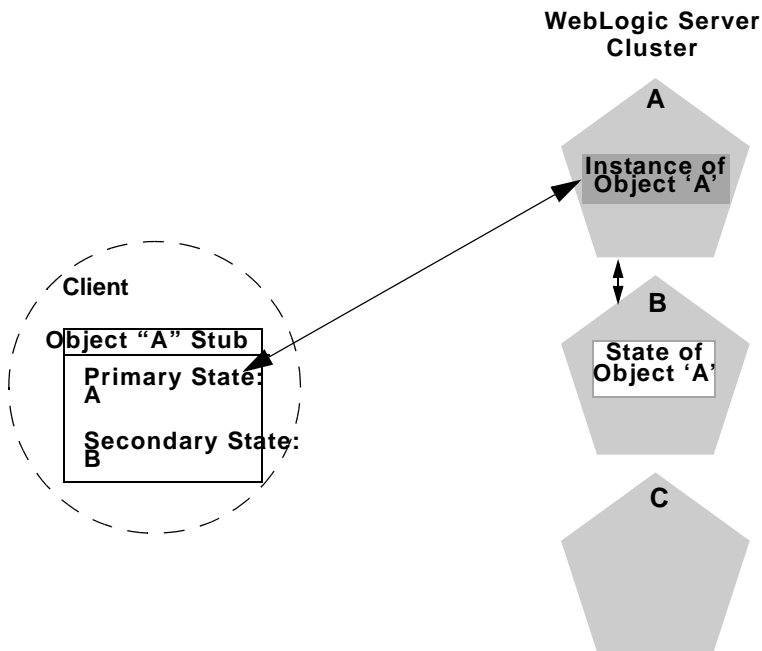 WebLogic Server
Cluster
A
Instance of
Object ‘A’
Client
Object “A” Stub
Primary State:
A
Secondary State:
B
B
State of
Object ‘A’
C